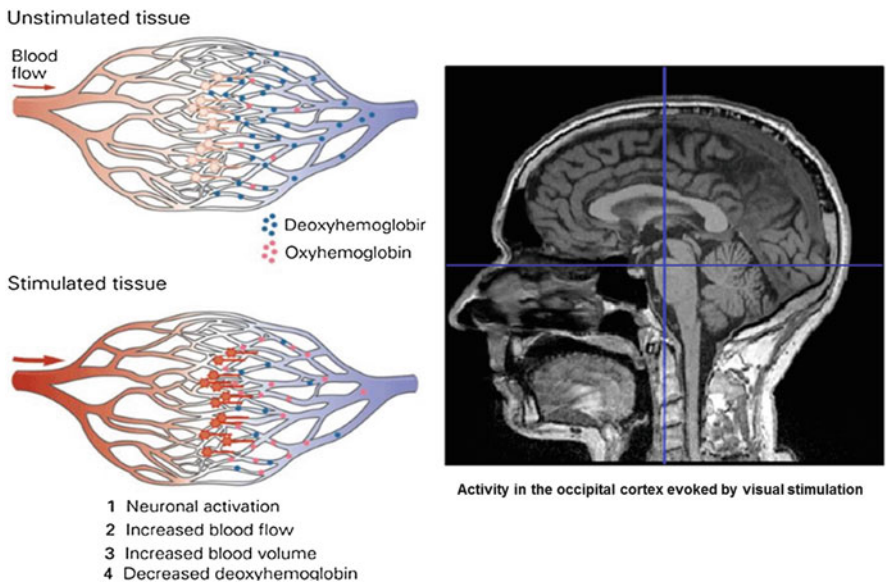 Unstimulated tissue
Blood
flow
Deoxyhemoglobir
Oxyhemoglobin
Stimulated tissue
1 Neuronal activation
2 Increased blood flow
3 Increased blood volume
4 Decreased deoxyhemoglobin
Activity in the occipital cortex evoked by visual stimulation